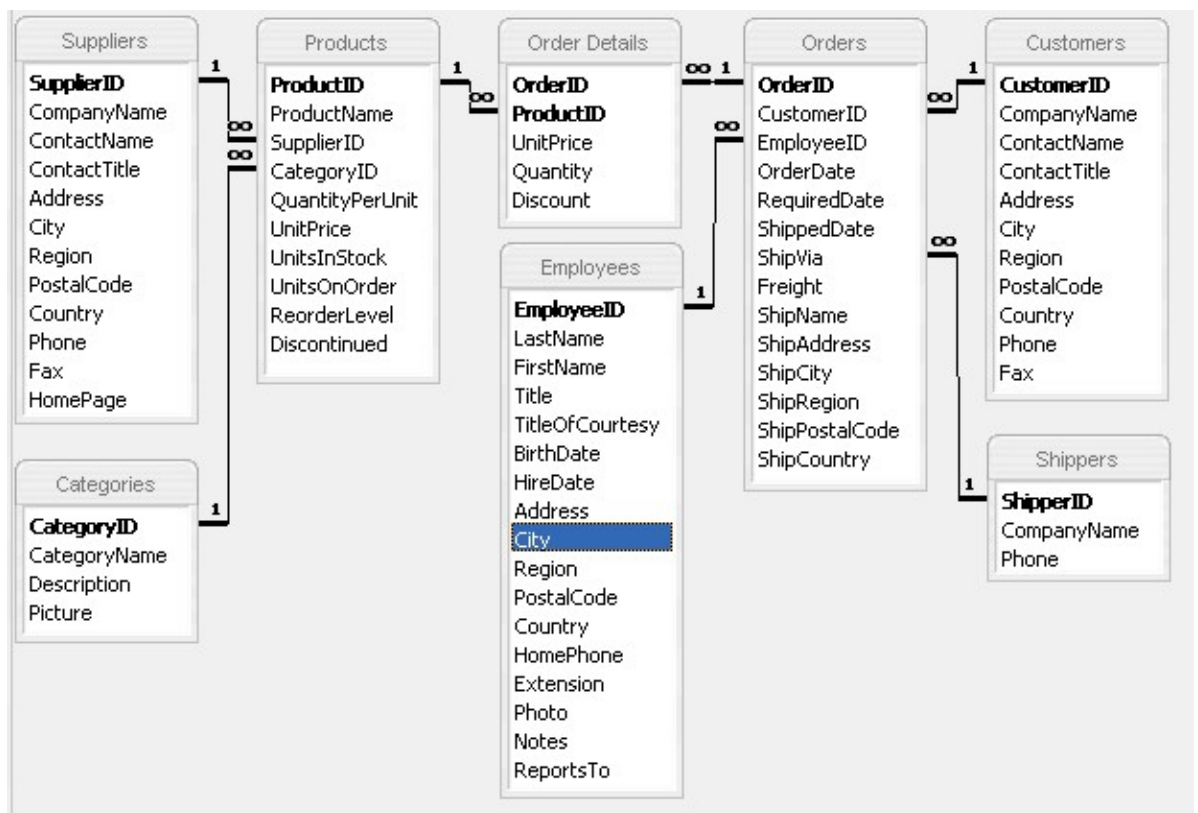 Suppliers
SupplierID
CompanyName
ContactName
ContactTitle
Address
City
Region
PostalCode
Country
Phone
Fax
HomePage
1
∞
∞
Categories
CategoryID
CategoryName
Description
Picture
1
Products
ProductID
ProductName
SupplierID
CategoryID
QuantityPerUnit
UnitPrice
UnitsInStock
UnitsOnOrder
ReorderLevel
Discontinued
1
∞
Order Details
OrderID
ProductID
UnitPrice
Quantity
Discount
∞ 1
∞
Employees
EmployeeID
LastName
FirstName
Title
TitleOfCourtesy
BirthDate
HireDate
Address
City
Region
PostalCode
Country
HomePhone
Extension
Photo
Notes
ReportsTo
1
Orders
OrderID
CustomerID
EmployeeID
OrderDate
RequiredDate
ShippedDate
ShipVia
Freight
ShipName
ShipAddress
ShipCity
ShipRegion
ShipPostalCode
ShipCountry
1
∞
∞
Customers
CustomerID
CompanyName
ContactName
ContactTitle
Address
City
Region
PostalCode
Country
Phone
Fax
1
Shippers
ShipperID
CompanyName
Phone